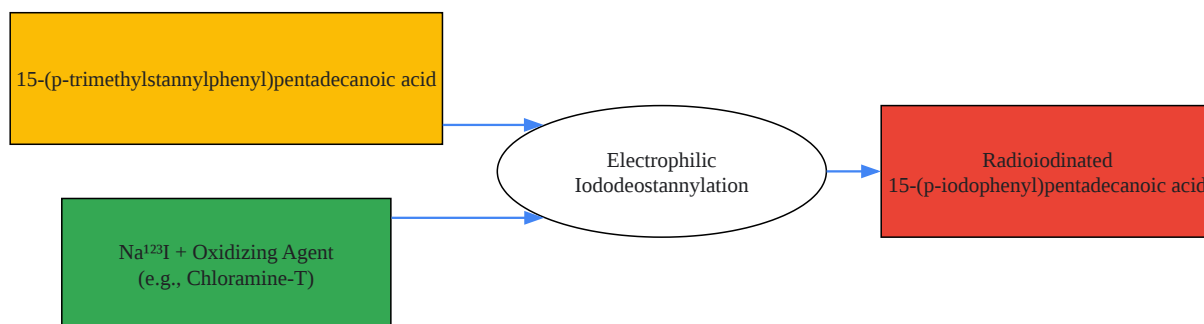 15-(p-trimethylstannylphenyl)pentadecanoic acid
Na¹²³I + Oxidizing Agent
(e.g., Chloramine-T)
Electrophilic
Iododeostannylation
Radioiodinated
15-(p-iodophenyl)pentadecanoic acid